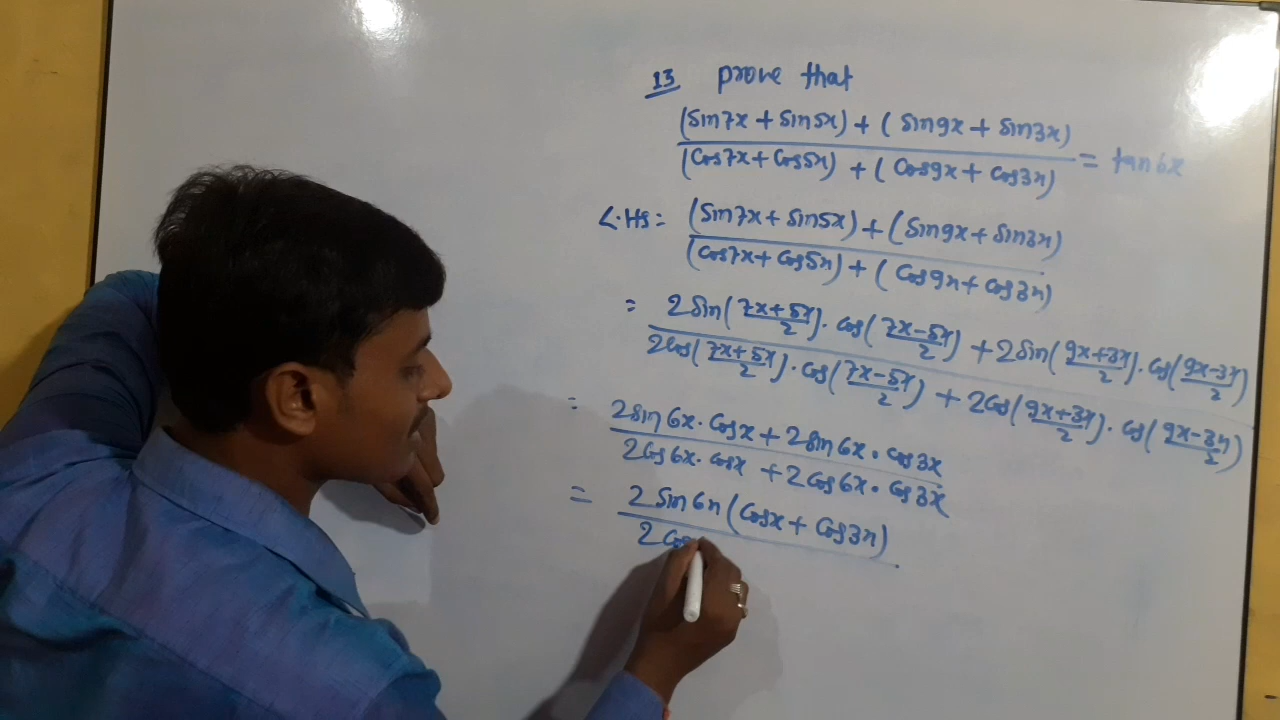 13 prove that
(sin7x + sin5x) + (sin9x + sin3x)
(cos7x + cos5x) + (cos9x + cos3x) = tan6x
L.HS = (sin7x + sin5x) + (sin9x + sin3x)
(cos7x + cos5x) + (cos9x + cos3x)
= 2sin(7x+5x/2).cos(7x-5x/2) + 2sin(9x+3x/2).cos(9x-3x/2)
2cos(7x+5x/2).cos(7x-5x/2) + 2cos(9x+3x/2).cos(9x-3x/2)
= 2sin6x.cosx + 2sin6x.cos3x
2cos6x.cosx + 2cos6x.cos3x
= 2sin6x(cosx + cos3x)
2cos